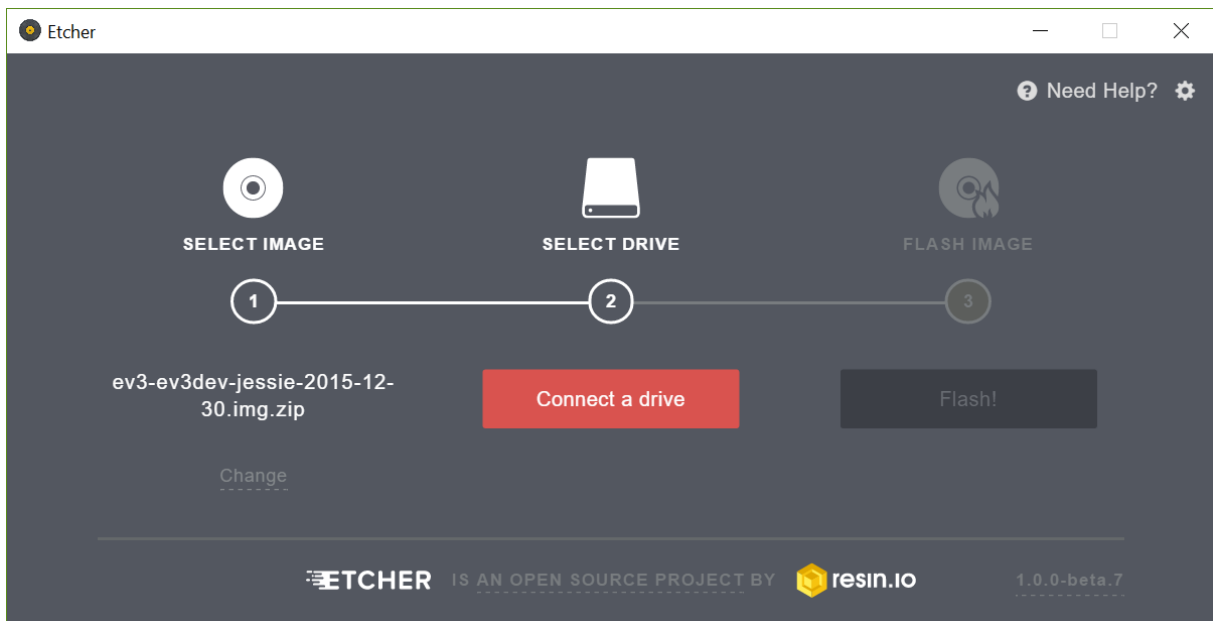 Etcher
Need Help?
SELECT IMAGE
SELECT DRIVE
FLASH IMAGE
1
2
3
ev3-ev3dev-jessie-2015-12-
30.img.zip
Connect a drive
Flash!
Change
ETCHER IS AN OPEN SOURCE PROJECT BY resin.io 1.0.0-beta.7